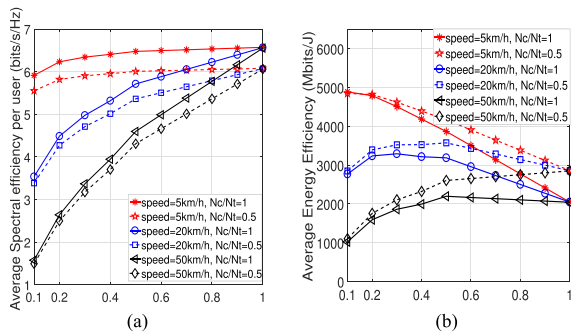 Average Spectral efficiency per user (bits/s/Hz)
7
6
5
4
3
2
1
0.1 0.2 0.4 0.6 0.8 1
speed=5km/h, Nc/Nt=1
speed=5km/h, Nc/Nt=0.5
speed=20km/h, Nc/Nt=1
speed=20km/h, Nc/Nt=0.5
speed=50km/h, Nc/Nt=1
speed=50km/h, Nc/Nt=0.5
(a)
Average Energy Efficiency (Mbits/J)
6000
5000
4000
3000
2000
1000
0
0.1 0.2 0.4 0.6 0.8 1
speed=5km/h, Nc/Nt=1
speed=5km/h, Nc/Nt=0.5
speed=20km/h, Nc/Nt=1
speed=20km/h, Nc/Nt=0.5
speed=50km/h, Nc/Nt=1
speed=50km/h, Nc/Nt=0.5
(b)